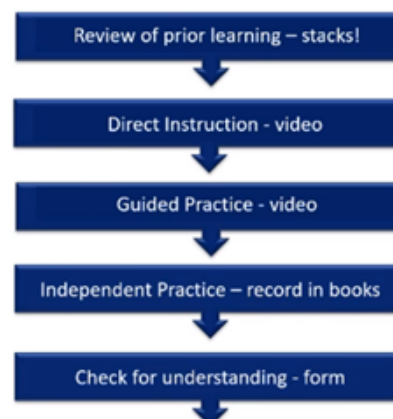 Review of prior learning – stacks!
Direct Instruction - video
Guided Practice - video
Independent Practice – record in books
Check for understanding - form